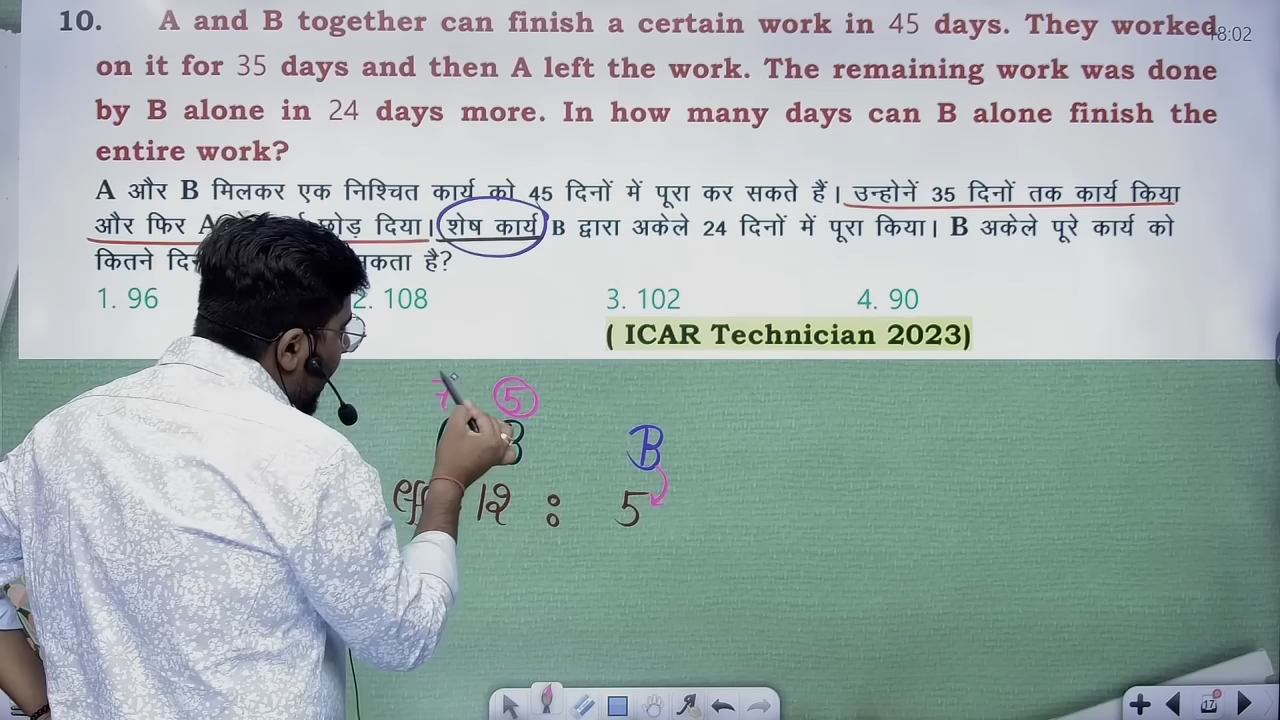 18:02
10. A and B together can finish a certain work in 45 days. They worked
on it for 35 days and then A left the work. The remaining work was done
by B alone in 24 days more. In how many days can B alone finish the
entire work?
A और B मिलकर एक निश्चित कार्य को 45 दिनों में पूरा कर सकते हैं। उन्होनें 35 दिनों तक कार्य किया
और फिर A छोड़ दिया। शेष कार्य B द्वारा अकेले 24 दिनों में पूरा किया। B अकेले पूरे कार्य को
कितने है?
1. 96 2. 108 3. 102 4. 90
( ICAR Technician 2023)
7 5
B B
12 : 5
17